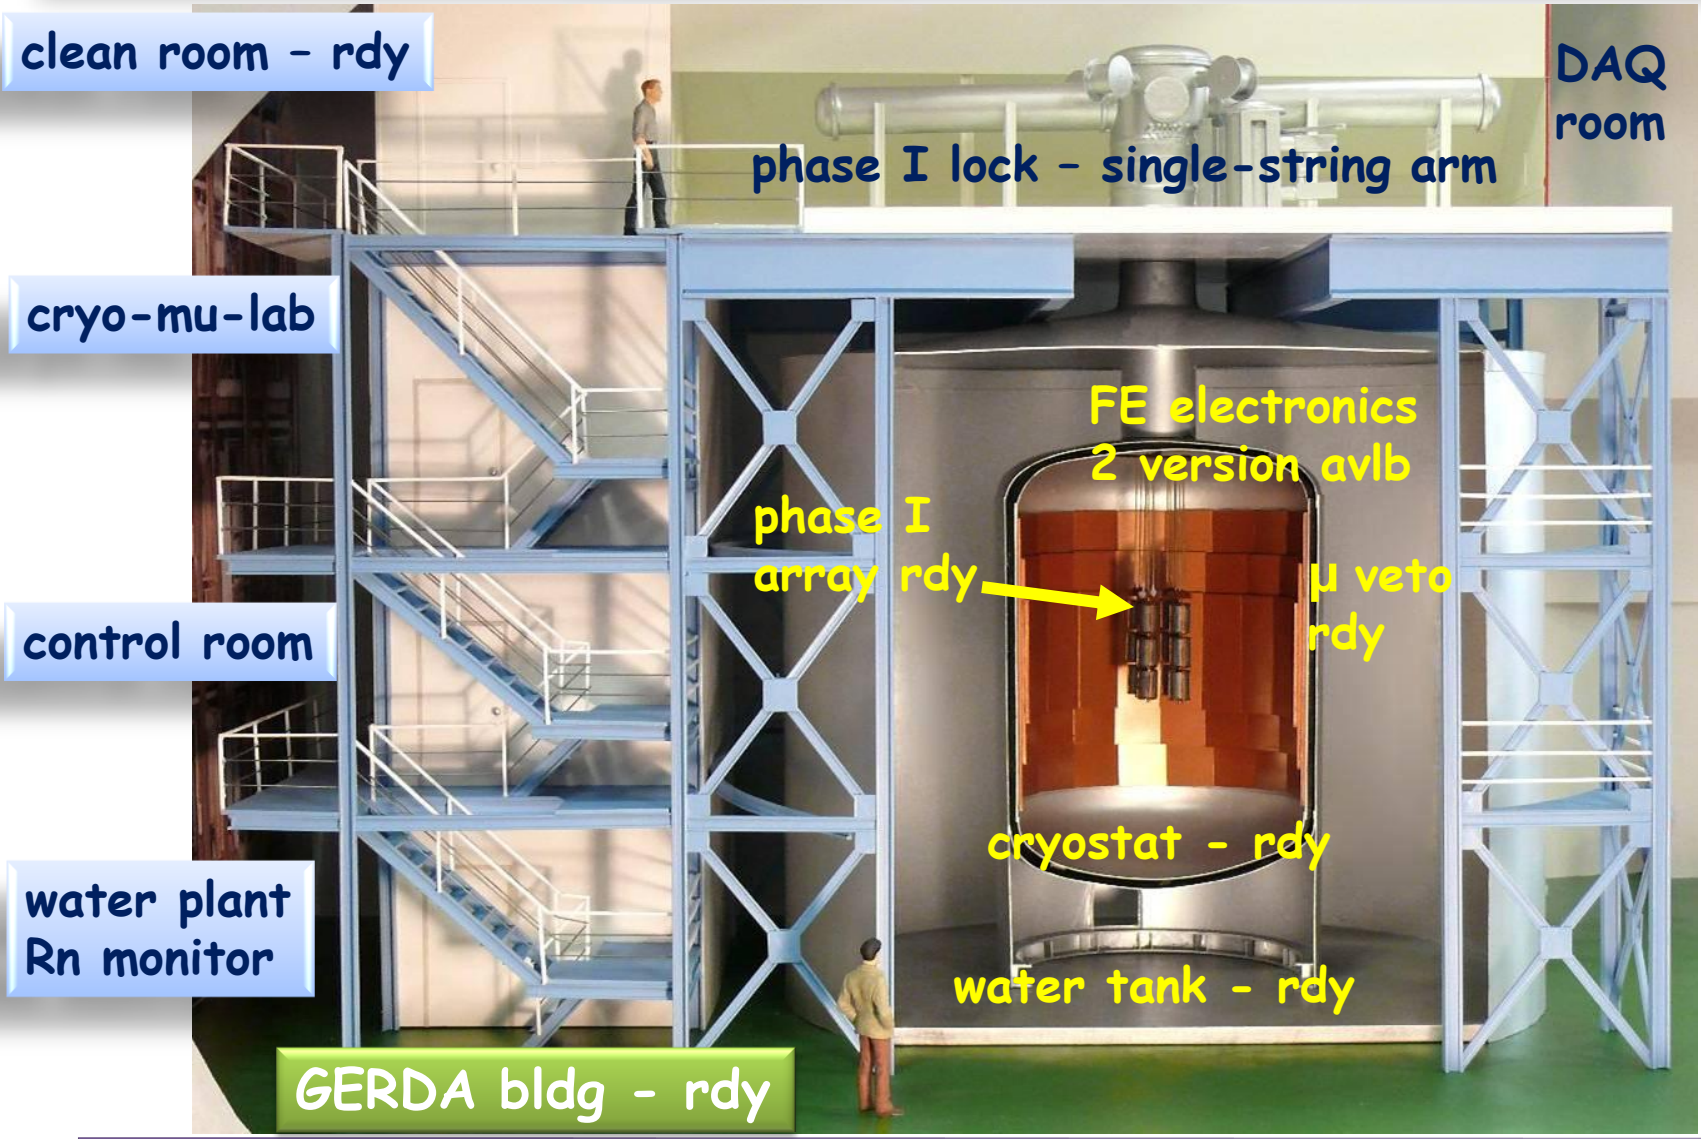 clean room – rdy
DAQ
room
phase I lock – single-string arm
cryo-mu-lab
FE electronics
2 version avlb
phase I
array rdy
µ veto
rdy
control room
cryostat - rdy
water plant
Rn monitor
water tank - rdy
GERDA bldg - rdy